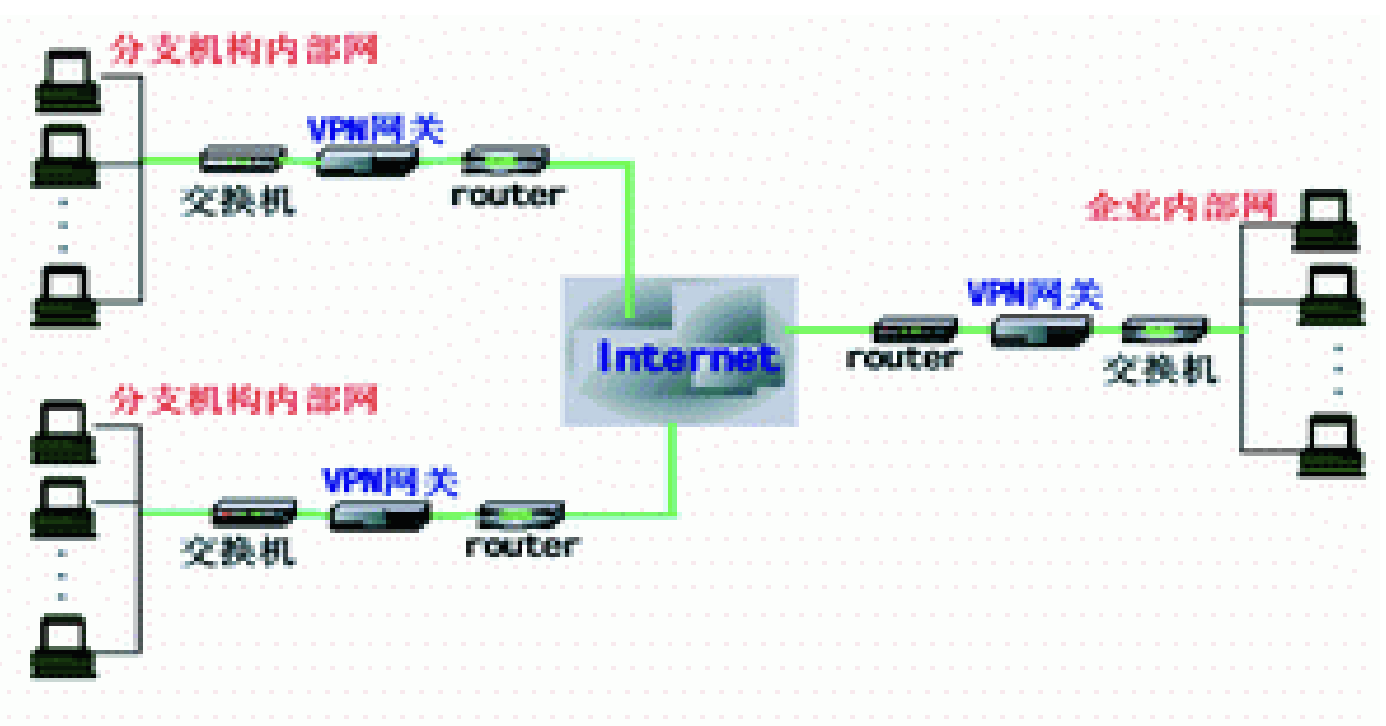 分支机构内部网
VPN网关
交换机
router
企业内部网
VPN网关
Internet
router
交换机
分支机构内部网
VPN网关
交换机
router